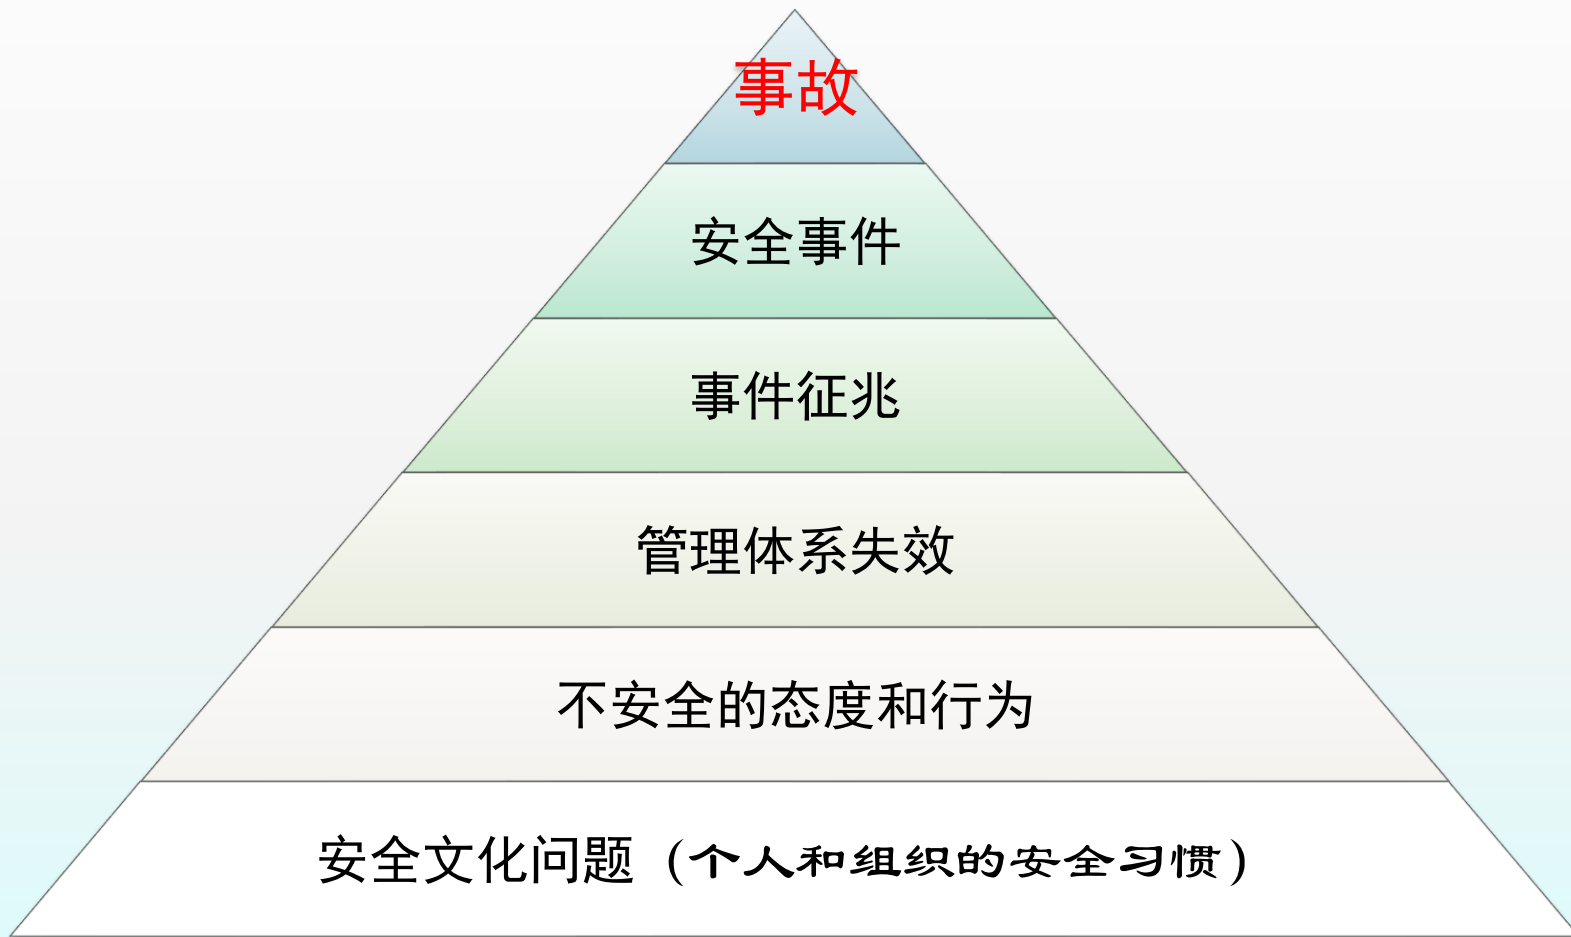 事故
安全事件
事件征兆
管理体系失效
不安全的态度和行为
安全文化问题（个人和组织的安全习惯）